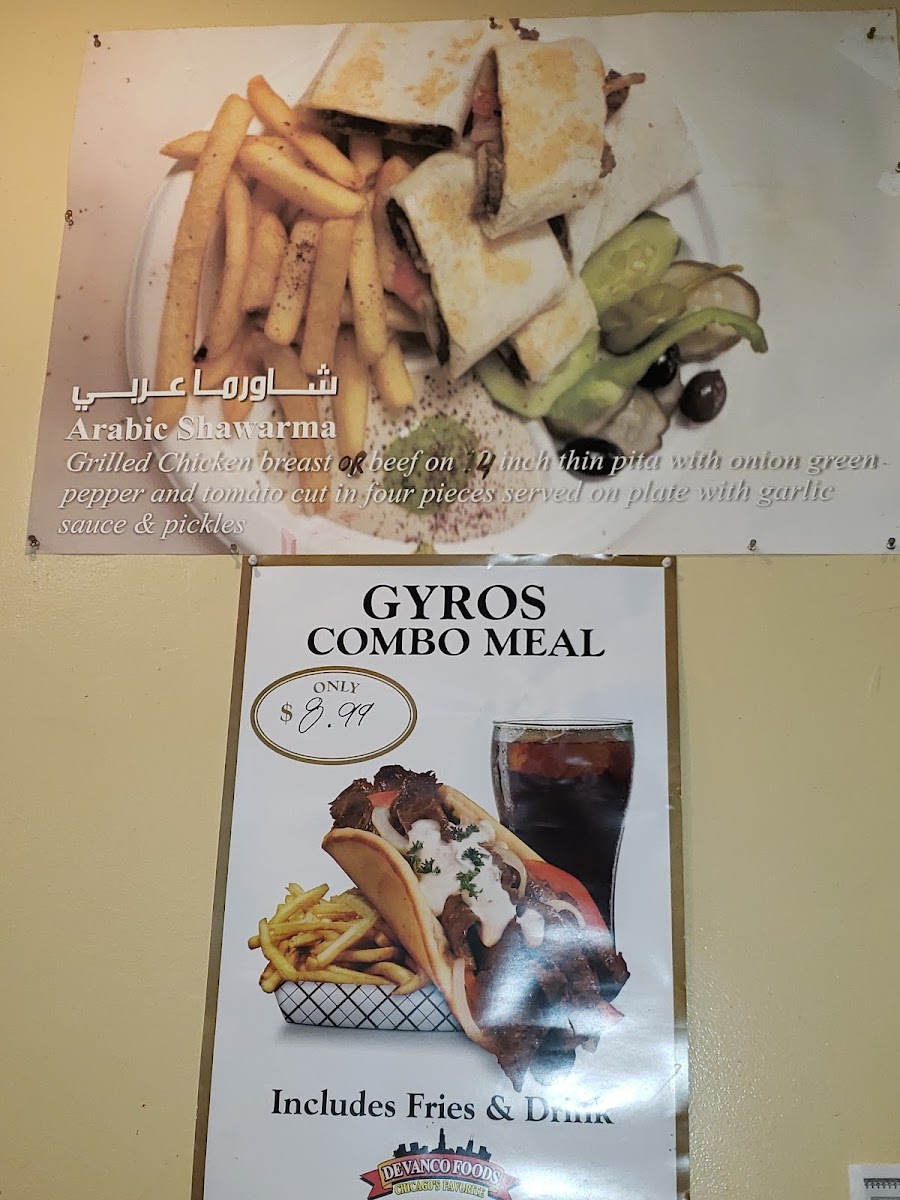 شاورما عربي
Arabic Shawarma
Grilled Chicken breast OR beef on 14 inch thin pita with onion green
pepper and tomato cut in four pieces served on plate with garlic
sauce & pickles
GYROS
COMBO MEAL
ONLY
$ 8.99
Includes Fries & Drink
DEVANCO FOODS
CHICAGO'S FAVORITE